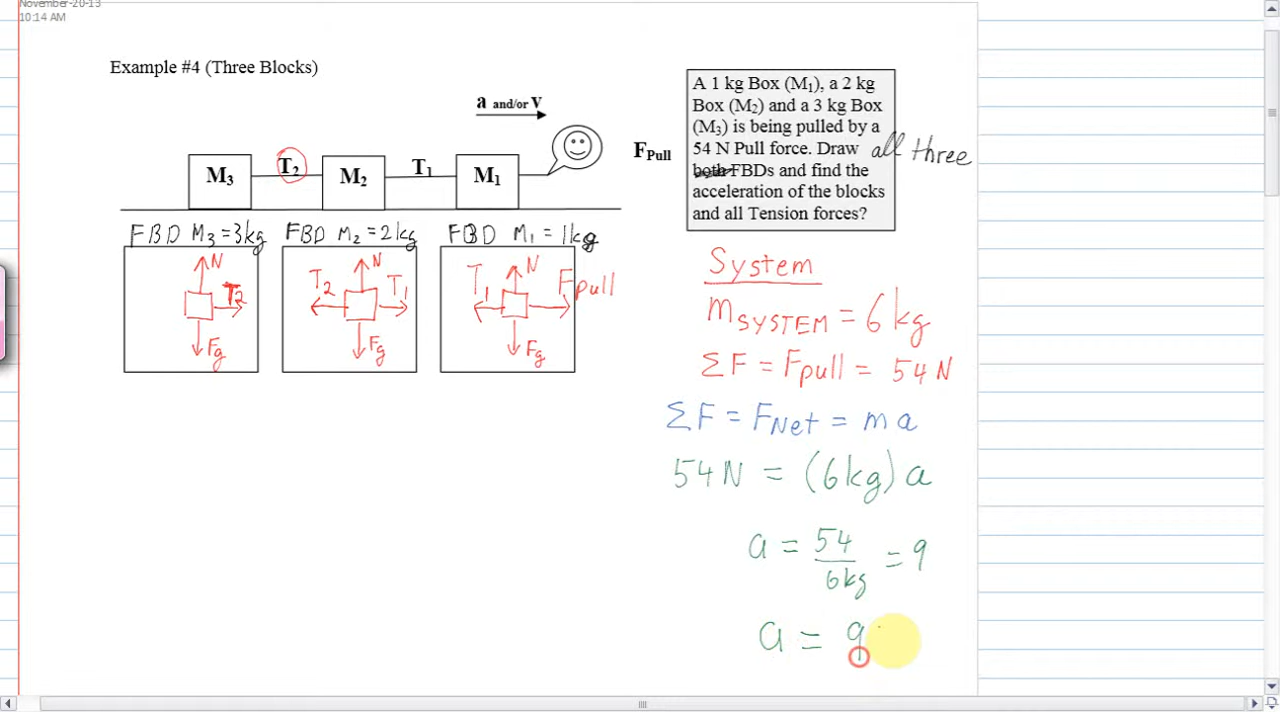 November-20-13
10:14 AM
Example #4 (Three Blocks)
a and/or V
M3 T2 M2 T1 M1
FPull
A 1 kg Box (M1), a 2 kg
Box (M2) and a 3 kg Box
(M3) is being pulled by a
54 N Pull force. Draw all three
both FBDs and find the
acceleration of the blocks
and all Tension forces?
FBD M3 = 3kg FBD M2 = 2kg FBD M1 = 1kg
N
T2
Fg
N
T2 T1
Fg
N
T1 Fpull
Fg
System
mSYSTEM = 6kg
ΣF = Fpull = 54N
ΣF = FNet = ma
54N = (6kg) a
a = 54/6kg = 9
a = 9